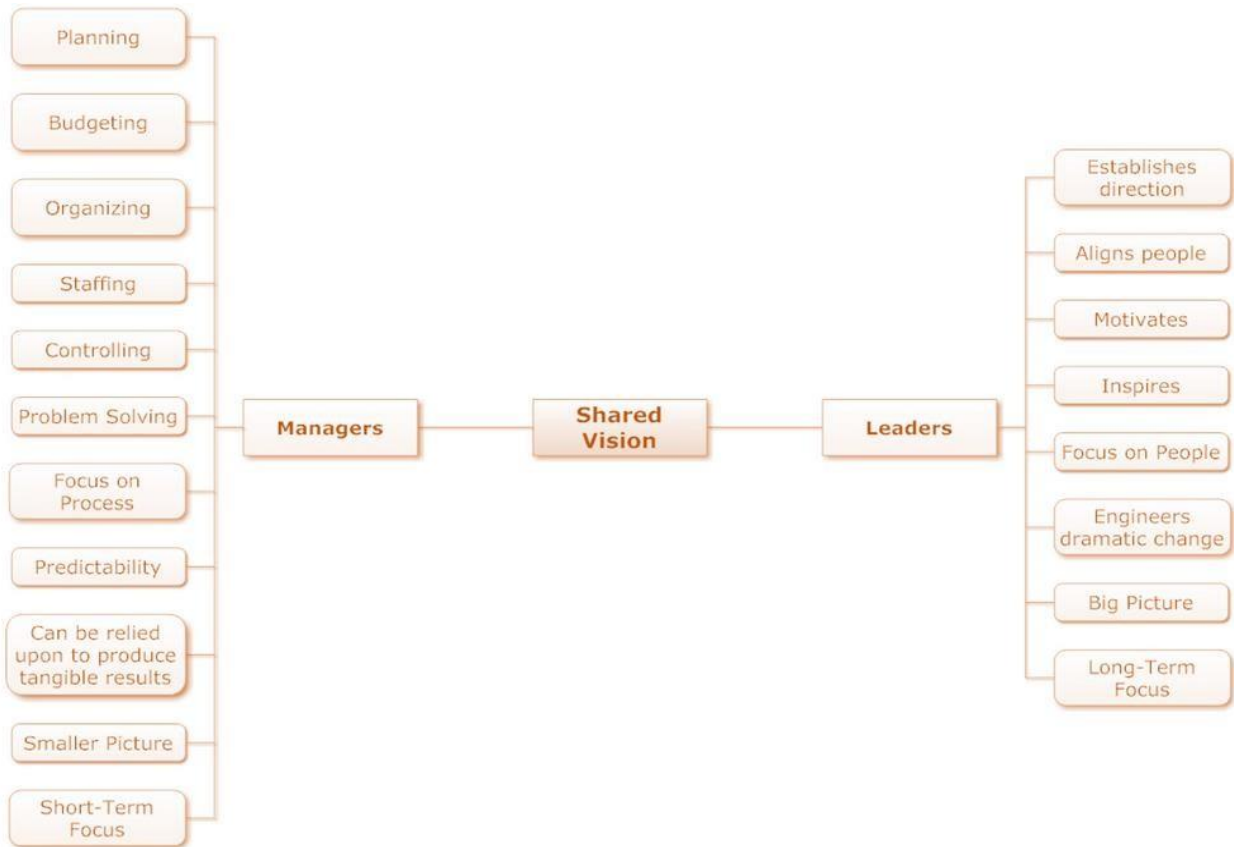 Planning
Budgeting
Organizing
Staffing
Controlling
Problem Solving
Focus on
Process
Predictability
Can be relied
upon to produce
tangible results
Smaller Picture
Short-Term
Focus
Managers
Shared
Vision
Leaders
Establishes
direction
Aligns people
Motivates
Inspires
Focus on People
Engineers
dramatic change
Big Picture
Long-Term
Focus